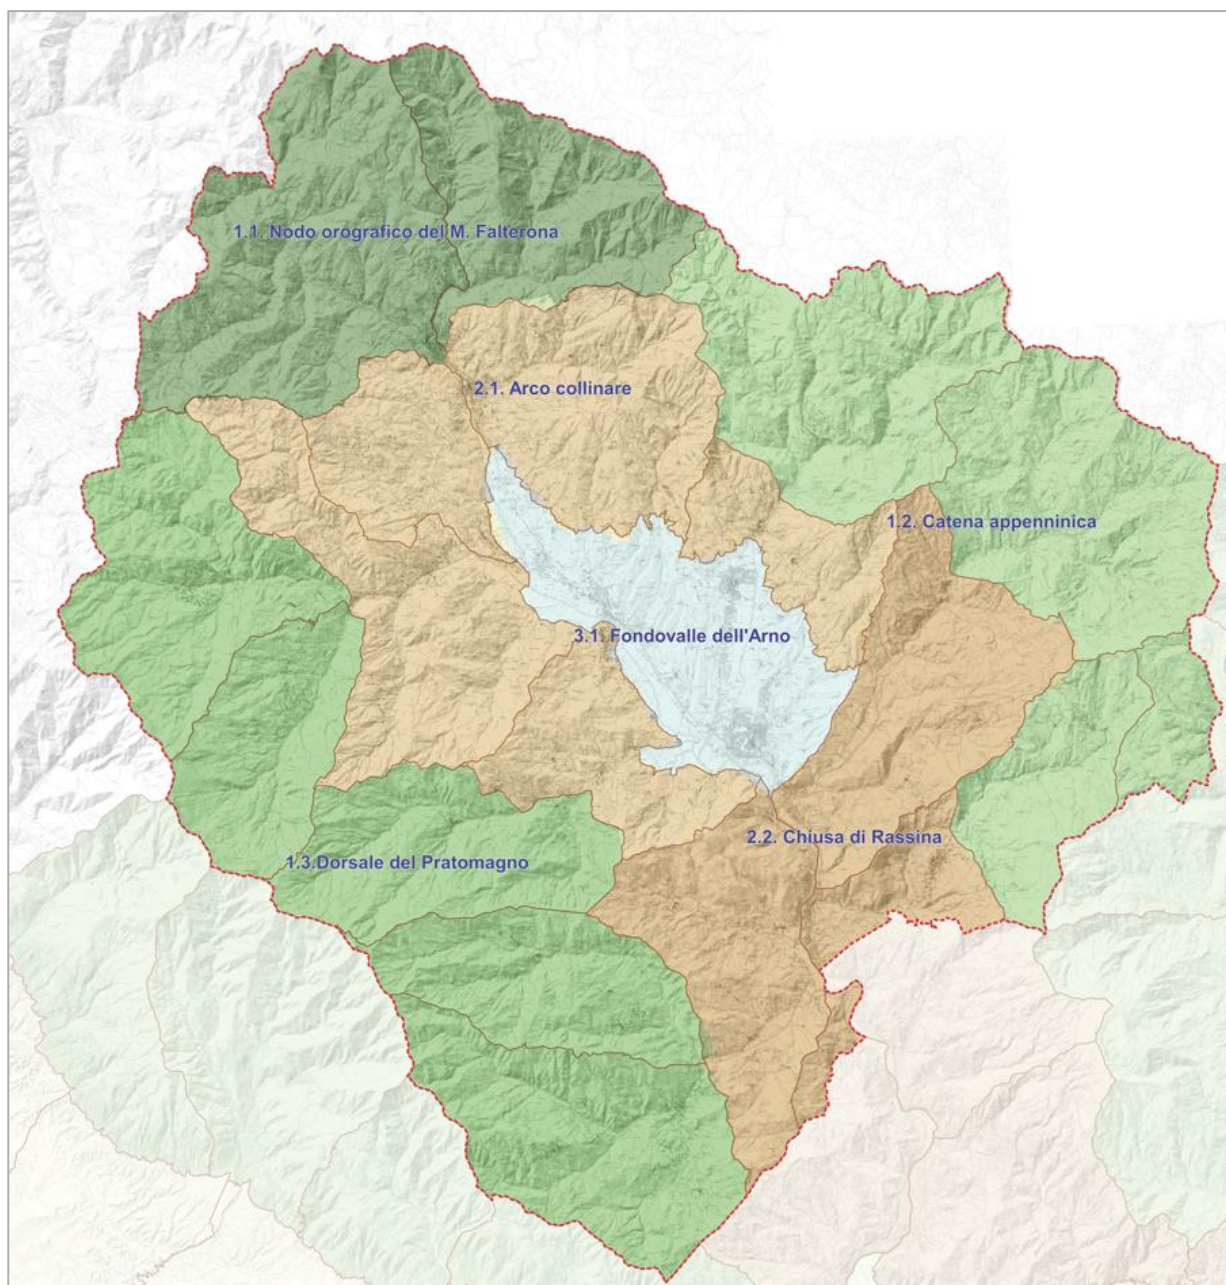 1.1. Nodo orografico del M. Falterona
2.1. Arco collinare
1.2. Catena appenninica
3.1. Fondovalle dell'Arno
2.2. Chiusa di Rassina
1.3.Dorsale del Pratomagno